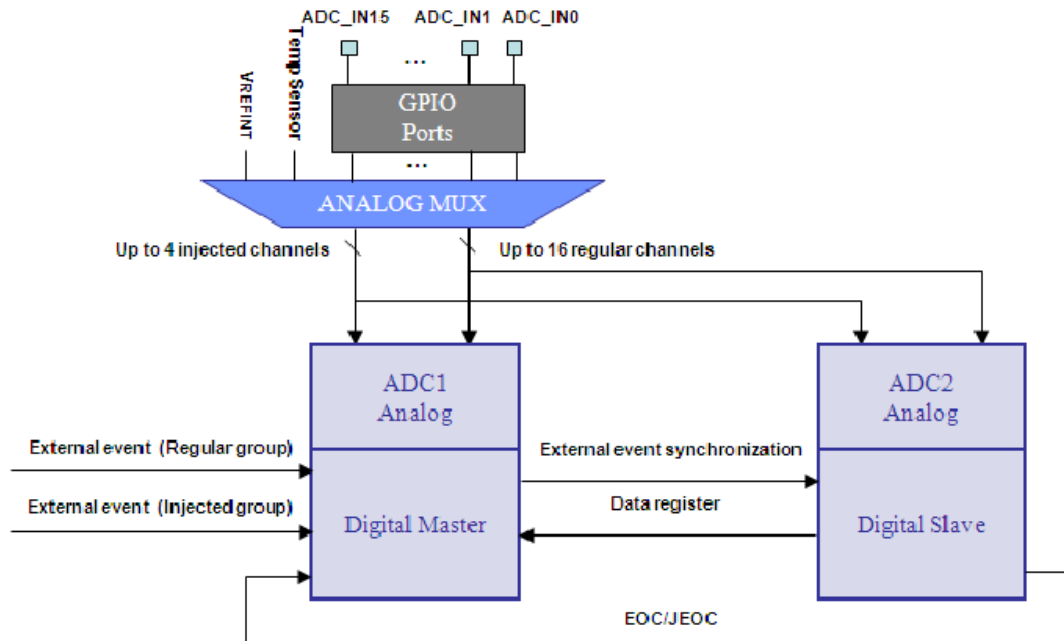 ADC_IN15 ADC_IN1 ADC_IN0
...
VREFINT
Temp Sensor
GPIO
Ports
...
ANALOG MUX
Up to 4 injected channels
Up to 16 regular channels
ADC1
Analog
ADC2
Analog
External event (Regular group)
External event synchronization
External event (Injected group)
Data register
Digital Master
Digital Slave
EOC/JEOC